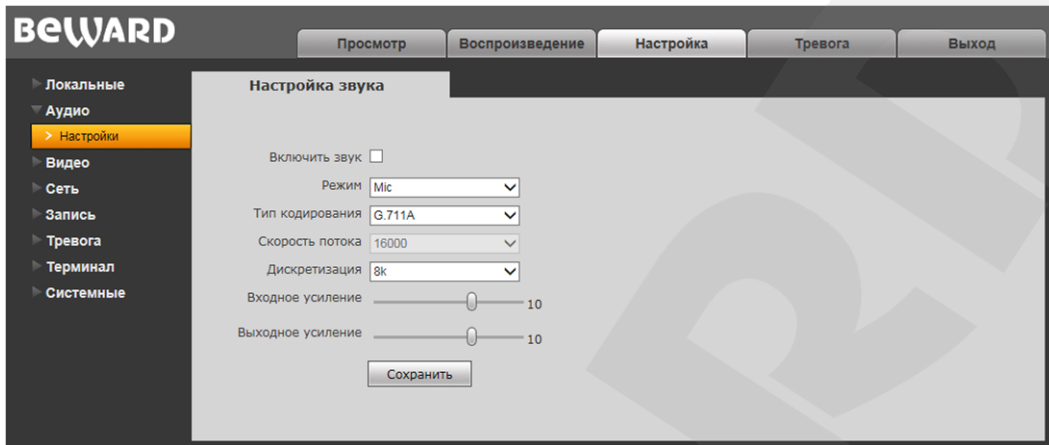 BEWARD
Просмотр Воспроизведение Настройка Тревога Выход
Локальные
Аудио
> Настройки
Видео
Сеть
Запись
Тревога
Терминал
Системные
Настройка звука
Включить звук
Режим Mic
Тип кодирования G.711A
Скорость потока 16000
Дискретизация 8k
Входное усиление 10
Выходное усиление 10
Сохранить